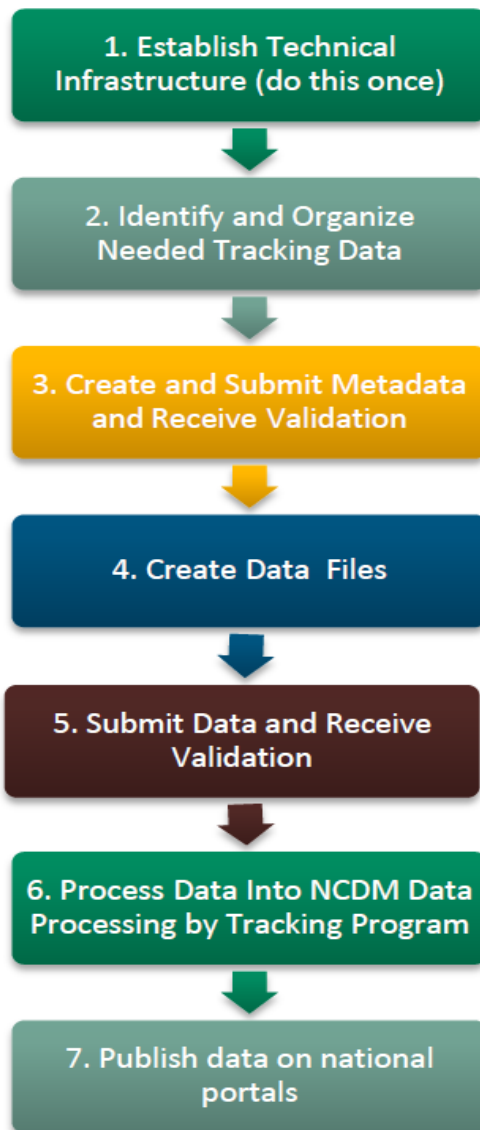 1. Establish Technical
Infrastructure (do this once)
2. Identify and Organize
Needed Tracking Data
3. Create and Submit Metadata
and Receive Validation
4. Create Data  Files
5. Submit Data and Receive
Validation
6. Process Data Into NCDM Data
Processing by Tracking Program
7. Publish data on national
portals